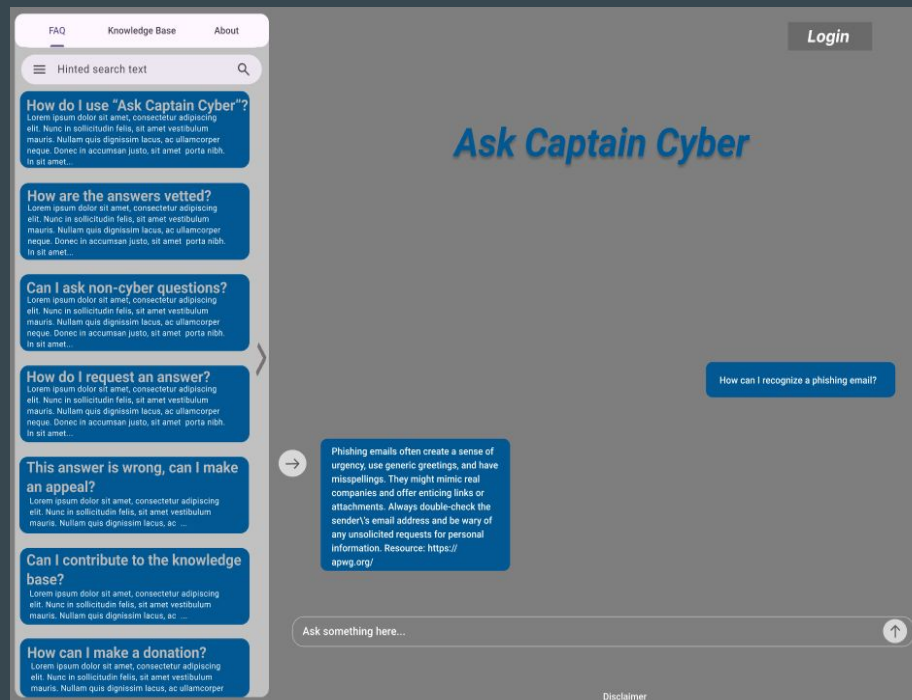 FAQ Knowledge Base About
Hinted search text
How do I use “Ask Captain Cyber”?
Lorem ipsum dolor sit amet, consectetur adipiscing
elit. Nunc in sollicitudin felis, sit amet vestibulum
mauris. Nullam quis dignissim lacus, ac ullamcorper
neque. Donec in accumsan justo, sit amet porta nibh.
In sit amet...
How are the answers vetted?
Lorem ipsum dolor sit amet, consectetur adipiscing
elit. Nunc in sollicitudin felis, sit amet vestibulum
mauris. Nullam quis dignissim lacus, ac ullamcorper
neque. Donec in accumsan justo, sit amet porta nibh.
In sit amet...
Can I ask non-cyber questions?
Lorem ipsum dolor sit amet, consectetur adipiscing
elit. Nunc in sollicitudin felis, sit amet vestibulum
mauris. Nullam quis dignissim lacus, ac ullamcorper
neque. Donec in accumsan justo, sit amet porta nibh.
In sit amet...
How do I request an answer?
Lorem ipsum dolor sit amet, consectetur adipiscing
elit. Nunc in sollicitudin felis, sit amet vestibulum
mauris. Nullam quis dignissim lacus, ac ullamcorper
neque. Donec in accumsan justo, sit amet porta nibh.
In sit amet...
This answer is wrong, can I make
an appeal?
Lorem ipsum dolor sit amet, consectetur adipiscing
elit. Nunc in sollicitudin felis, sit amet vestibulum
mauris. Nullam quis dignissim lacus, ac ...
Can I contribute to the knowledge
base?
Lorem ipsum dolor sit amet, consectetur adipiscing
elit. Nunc in sollicitudin felis, sit amet vestibulum
mauris. Nullam quis dignissim lacus, ac ...
How can I make a donation?
Lorem ipsum dolor sit amet, consectetur adipiscing
elit. Nunc in sollicitudin felis, sit amet vestibulum
mauris. Nullam quis dignissim lacus, ac ullamcorper
Login
Ask Captain Cyber
How can I recognize a phishing email?
Phishing emails often create a sense of
urgency, use generic greetings, and have
misspellings. They might mimic real
companies and offer enticing links or
attachments. Always double-check the
sender\'s email address and be wary of
any unsolicited requests for personal
information. Resource: https://
apwg.org/
Ask something here...
Disclaimer